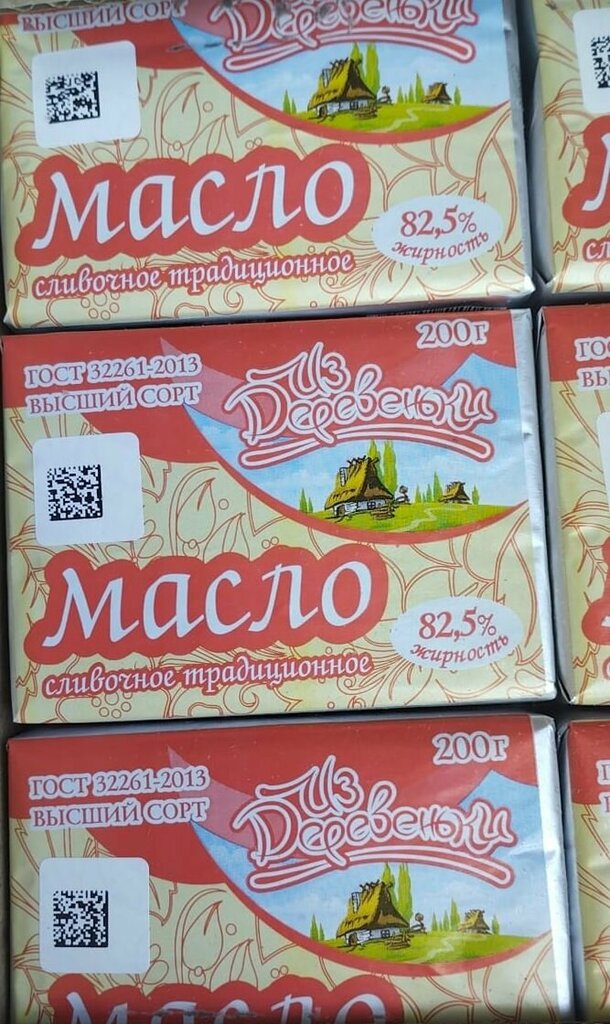 ВЫСШИЙ СОРТ
Деревеньки
масло
82,5%
жирность
сливочное традиционное
200г
ГОСТ 32261-2013
ВЫСШИЙ СОРТ
Из
Деревеньки
масло
82,5%
жирность
сливочное традиционное
200г
ГОСТ 32261-2013
ВЫСШИЙ СОРТ
Из
Деревеньки
масло